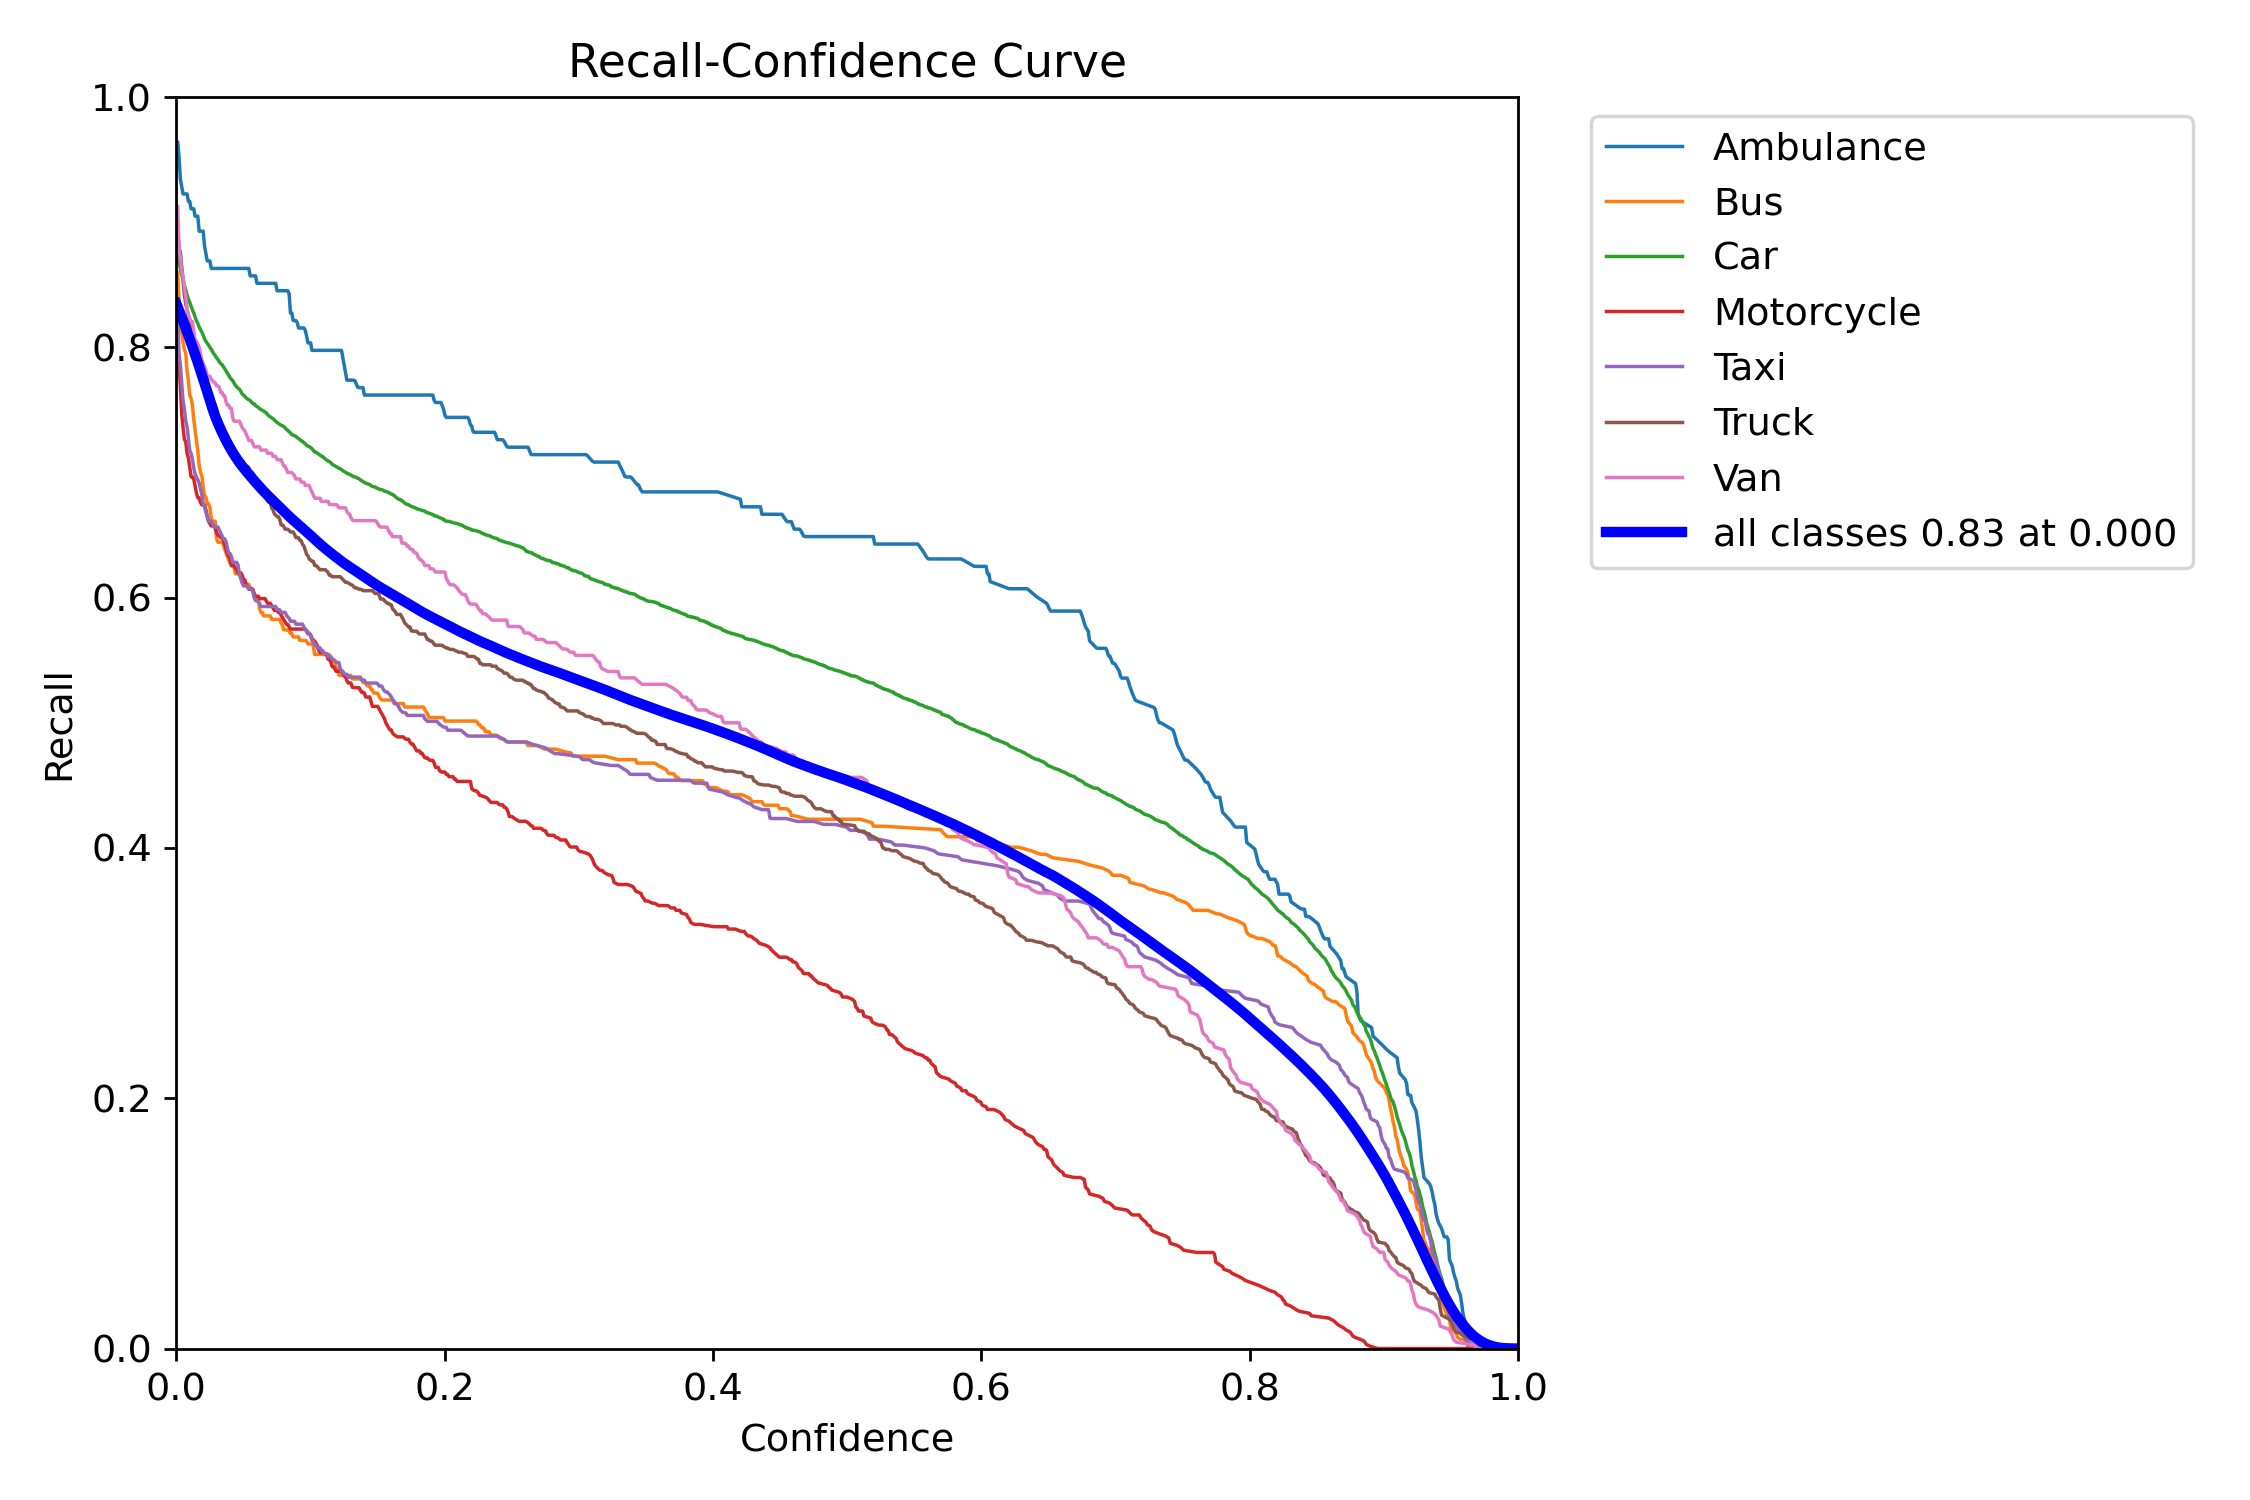 Recall-Confidence Curve
1.0
0.8
0.6
0.4
0.2
0.0
Recall
0.0 0.2 0.4 0.6 0.8 1.0
Confidence
Ambulance
Bus
Car
Motorcycle
Taxi
Truck
Van
all classes 0.83 at 0.000